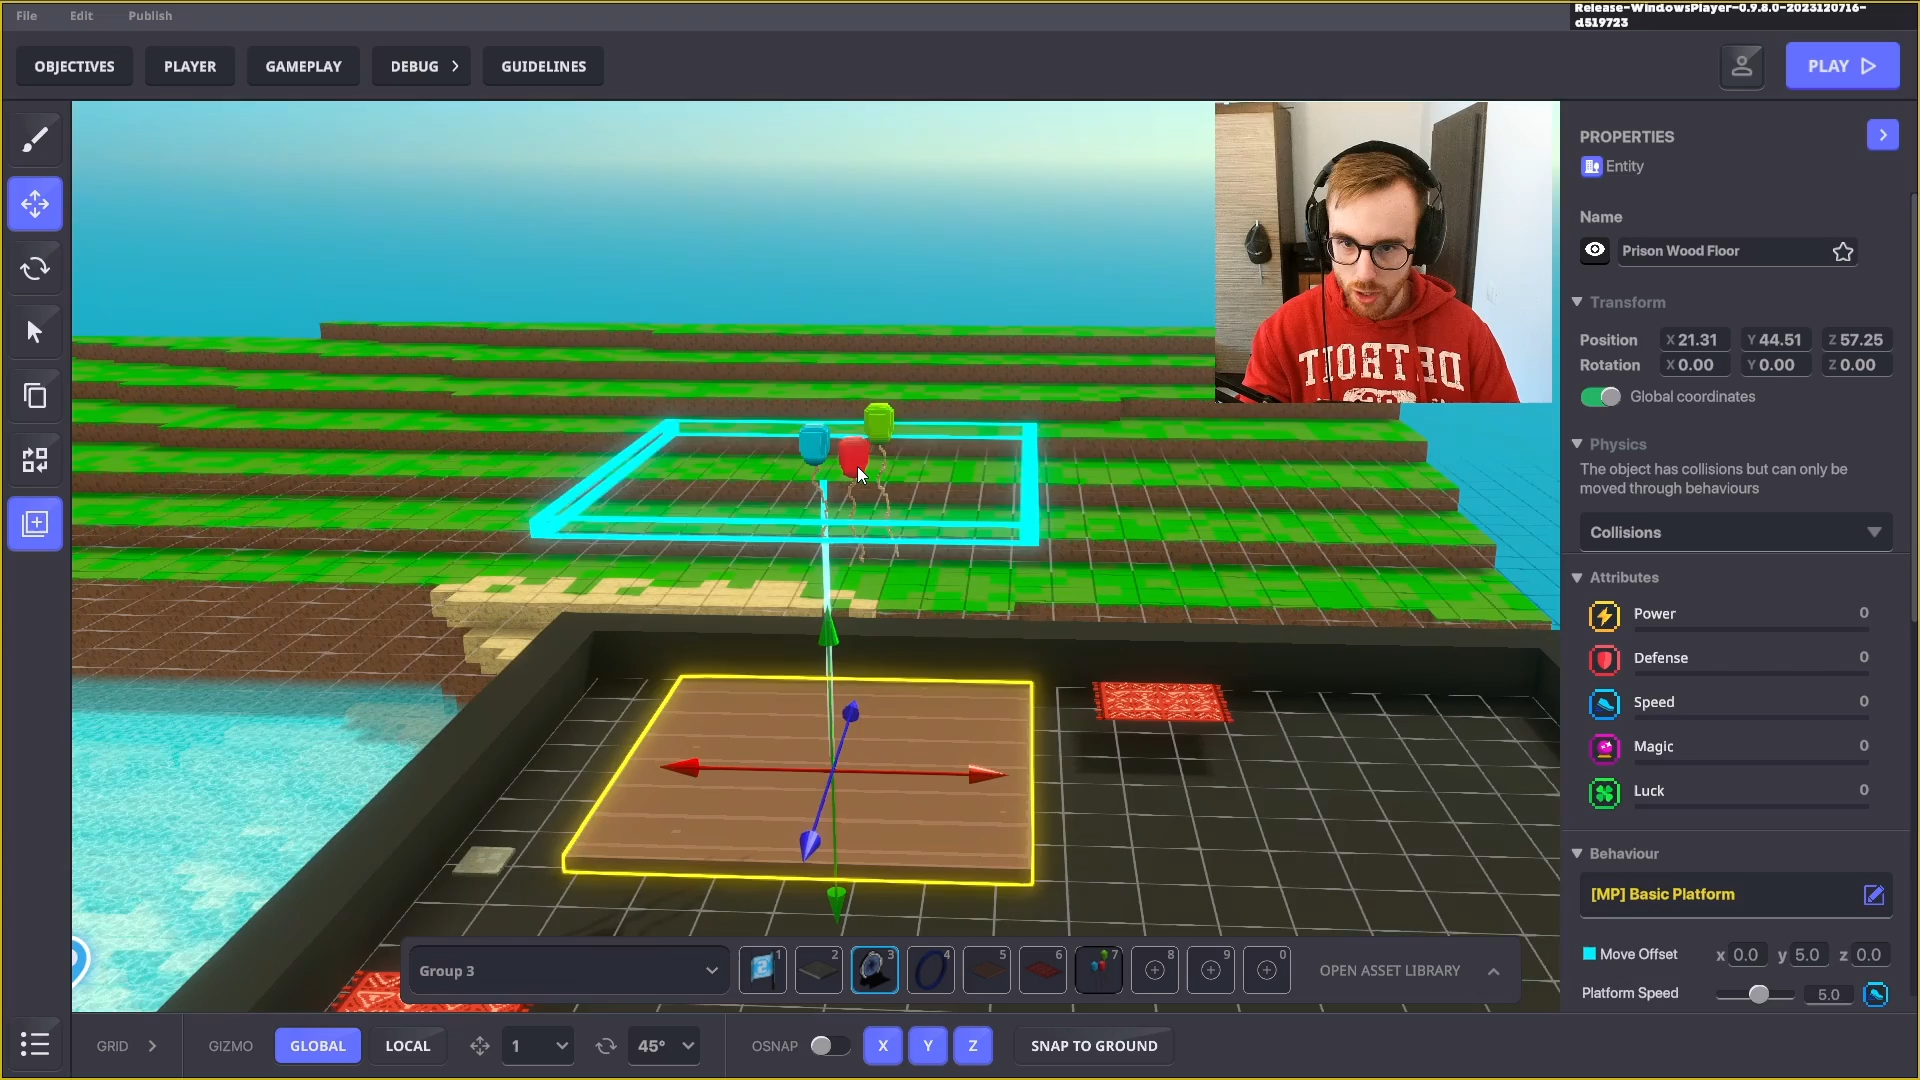 File Edit Publish
Release-WindowsPlayer-0.9.8.0-2023120716-
d519723
OBJECTIVES PLAYER GAMEPLAY DEBUG > GUIDELINES
PLAY
PROPERTIES
Entity
Name
Prison Wood Floor
Transform
Position X 21.31 Y 44.51 Z 57.25
Rotation X 0.00 Y 0.00 Z 0.00
Global coordinates
Physics
The object has collisions but can only be
moved through behaviours
Collisions
Attributes
Power 0
Defense 0
Speed 0
Magic 0
Luck 0
Behaviour
[MP] Basic Platform
Move Offset x 0.0 y 5.0 z 0.0
Platform Speed 5.0
DETROIT
Group 3
1 2 3 4 5 6 7 8 9 0
OPEN ASSET LIBRARY
GRID > GIZMO GLOBAL LOCAL 1 45° OSNAP X Y Z SNAP TO GROUND